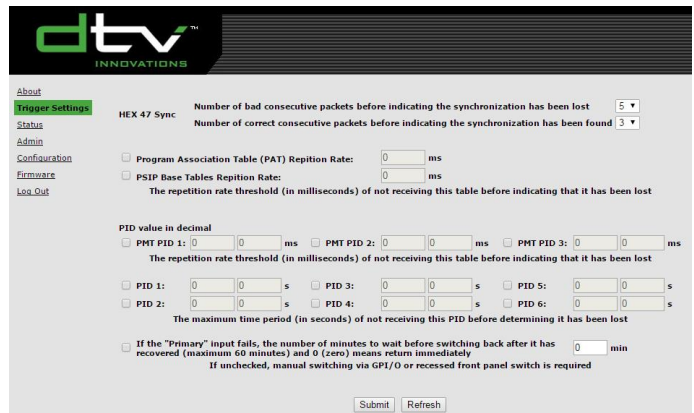 dtv ™
INNOVATIONS
About
Trigger Settings
Status
Admin
Configuration
Firmware
Log Out
HEX 47 Sync
Number of bad consecutive packets before indicating the synchronization has been lost 5
Number of correct consecutive packets before indicating the synchronization has been found 3
Program Association Table (PAT) Repition Rate: 0 ms
PSIP Base Tables Repition Rate: 0 ms
The repetition rate threshold (in milliseconds) of not receiving this table before indicating that it has been lost
PID value in decimal
PMT PID 1: 0 0 ms PMT PID 2: 0 0 ms PMT PID 3: 0 0 ms
The repetition rate threshold (in milliseconds) of not receiving this table before indicating that it has been lost
PID 1: 0 0 s PID 3: 0 0 s PID 5: 0 0 s
PID 2: 0 0 s PID 4: 0 0 s PID 6: 0 0 s
The maximum time period (in seconds) of not receiving this PID before determining it has been lost
If the "Primary" input fails, the number of minutes to wait before switching back after it has
recovered (maximum 60 minutes) and 0 (zero) means return immediately 0 min
If unchecked, manual switching via GPI/O or recessed front panel switch is required
Submit Refresh